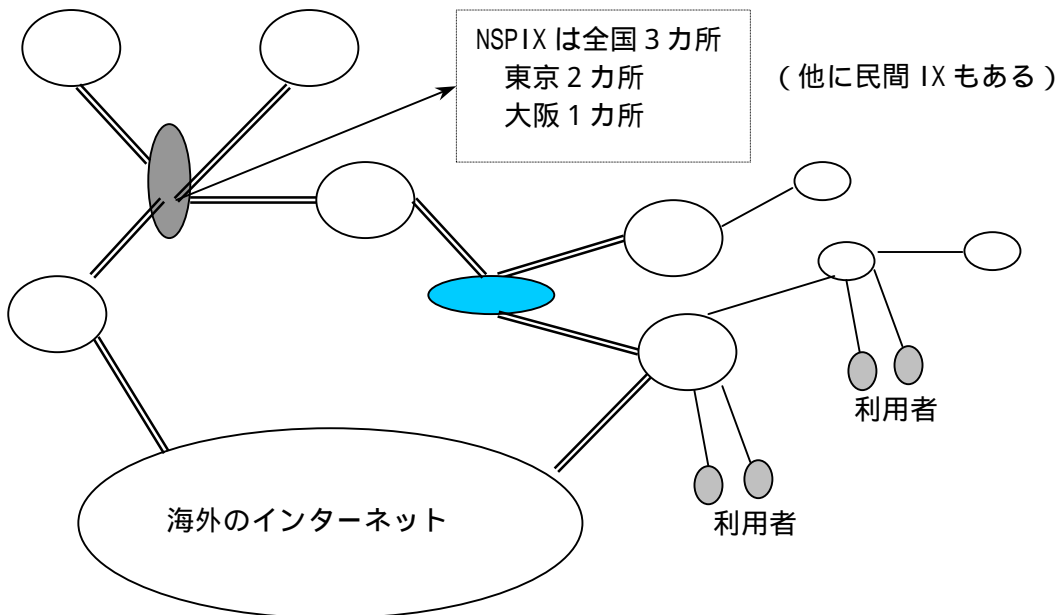 NSPIX は全国３カ所
東京２カ所
大阪１カ所
（他に民間 IX もある）
利用者
利用者
海外のインターネット